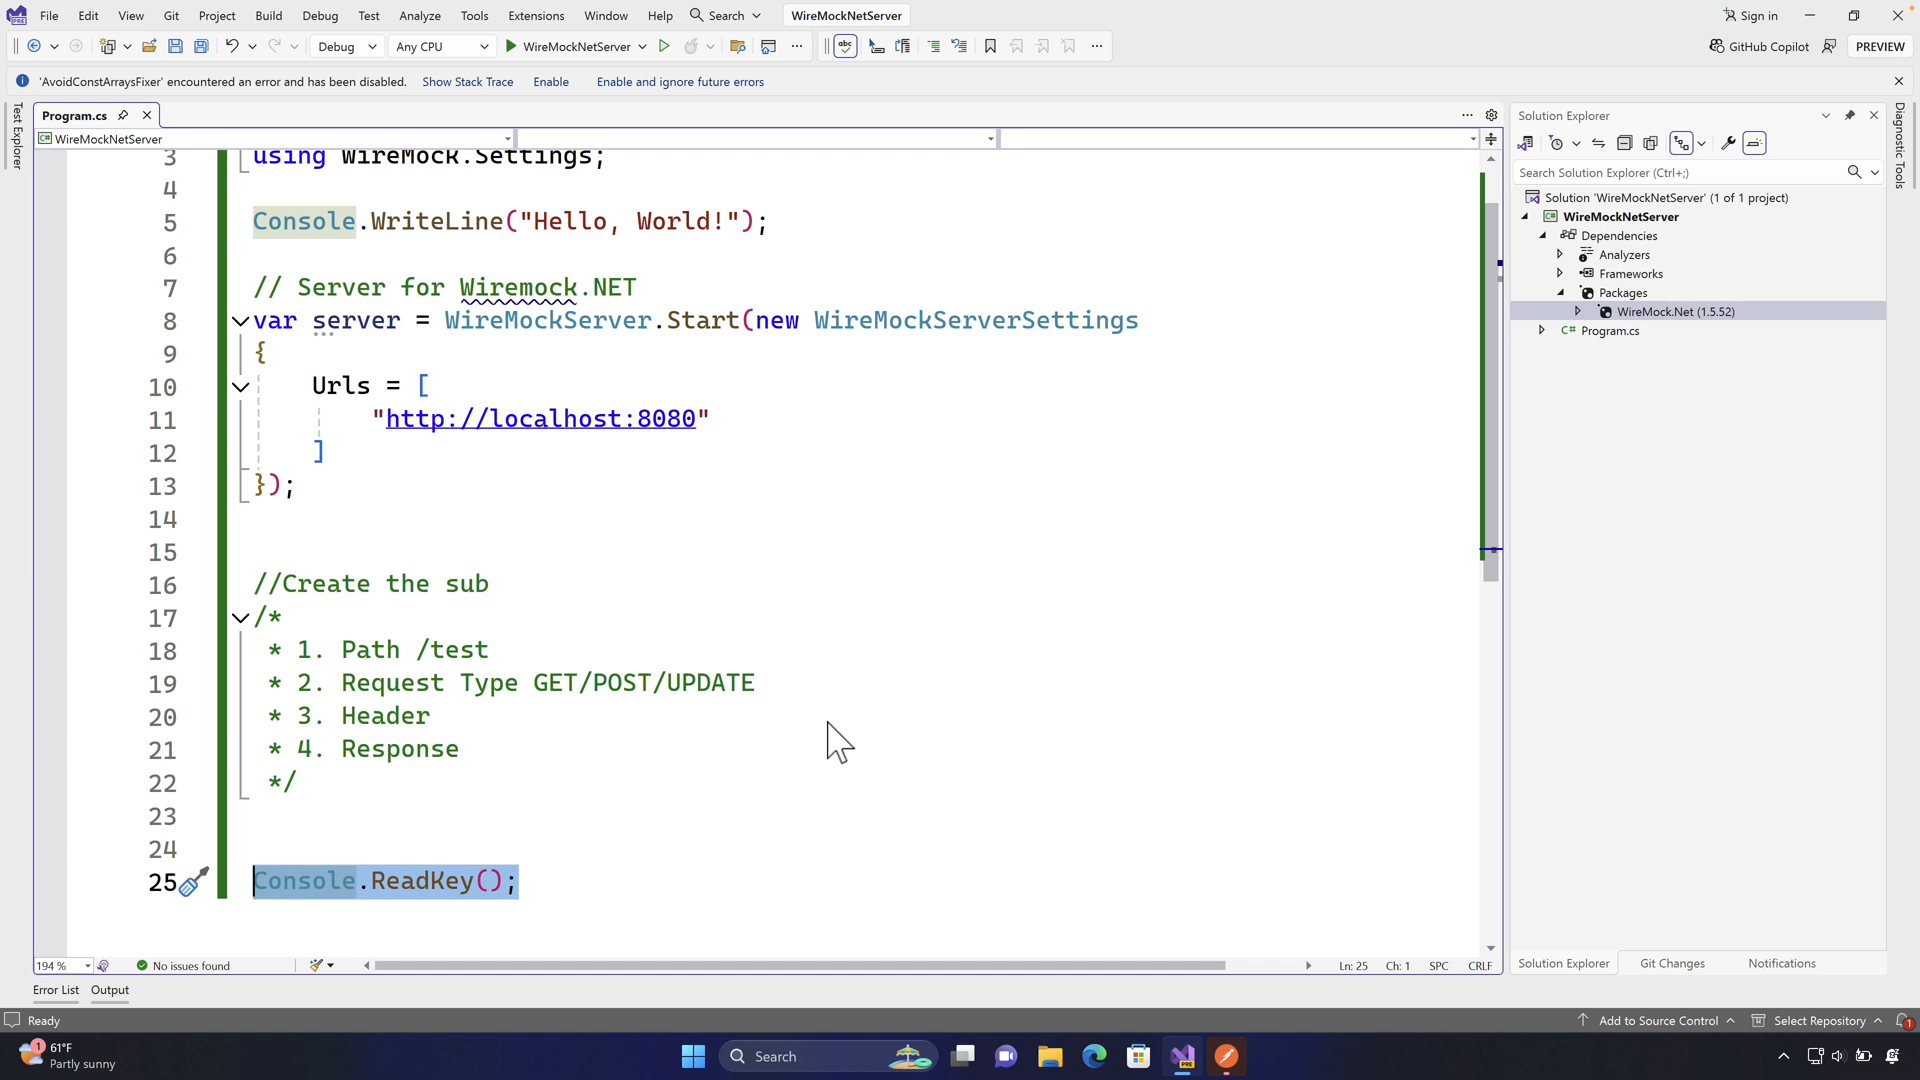 File Edit View Git Project Build Debug Test Analyze Tools Extensions Window Help Search WireMockNetServer Sign in
Debug Any CPU WireMockNetServer abc GitHub Copilot PREVIEW
'AvoidConstArraysFixer' encountered an error and has been disabled. Show Stack Trace Enable Enable and ignore future errors
Test Explorer
Program.cs
C# WireMockNetServer
3 using WireMock.Settings;
4
5 Console.WriteLine("Hello, World!");
6
7 // Server for Wiremock.NET
8 var server = WireMockServer.Start(new WireMockServerSettings
9 {
10 Urls = [
11 "http://localhost:8080"
12 ]
13 });
14
15
16 //Create the sub
17 /*
18 * 1. Path /test
19 * 2. Request Type GET/POST/UPDATE
20 * 3. Header
21 * 4. Response
22 */
23
24
25 Console.ReadKey();
194 % No issues found Ln: 25 Ch: 1 SPC CRLF
Solution Explorer
Search Solution Explorer (Ctrl+;)
Solution 'WireMockNetServer' (1 of 1 project)
C# WireMockNetServer
Dependencies
Analyzers
Frameworks
Packages
WireMock.Net (1.5.52)
C# Program.cs
Solution Explorer Git Changes Notifications
Diagnostic Tools
Error List Output
Ready Add to Source Control Select Repository 1
1 61°F
Partly sunny
Search
PRE